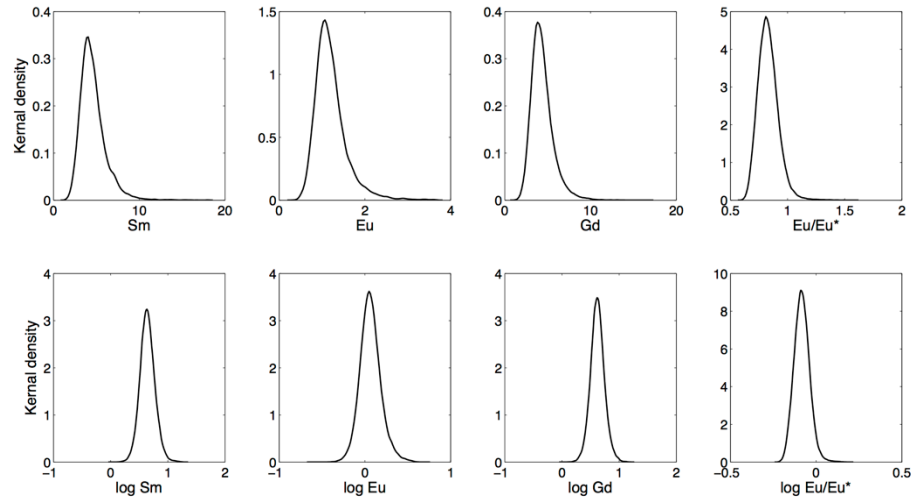 0.4 1.5 0.4 5
0.3 0.3 4
1
0.2 0.2 3
2
0.5
0.1 0.1 1
0 0 0 0
0 10 20 0 2 4 0 10 20 0.5 1 1.5 2
Kernal density
Sm Eu Gd Eu/Eu*
4 4 4 10
3 3 3 8
6
2 2 2
4
1 1 1 2
0 0 0 0
-1 0 1 2 -1 0 1 -1 0 1 2 -0.5 0 0.5
Kernal density
log Sm log Eu log Gd log Eu/Eu*